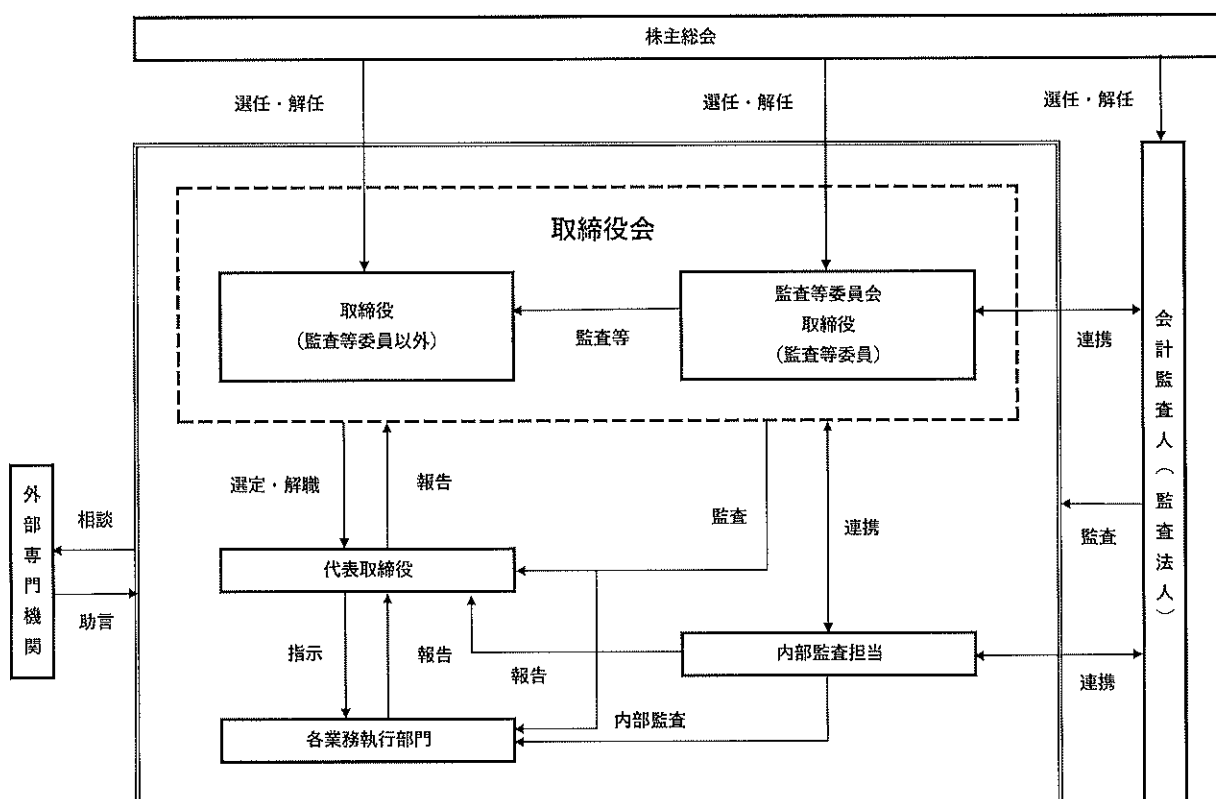 株主総会
選任・解任
選任・解任
選任・解任
取締役会
取締役
（監査等委員以外）
監査等
監査等委員会
取締役
（監査等委員）
連携
会計監査人（監査法人）
選定・解職
報告
監査
連携
監査
外部専門機関
相談
助言
代表取締役
指示
報告
報告
内部監査担当
連携
内部監査
各業務執行部門